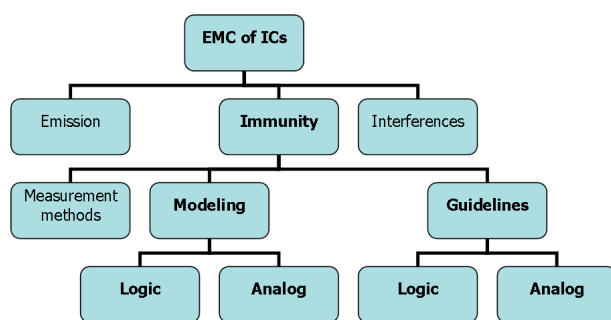 EMC of ICs
Emission
Immunity
Interferences
Measurement
methods
Modeling
Guidelines
Logic
Analog
Logic
Analog